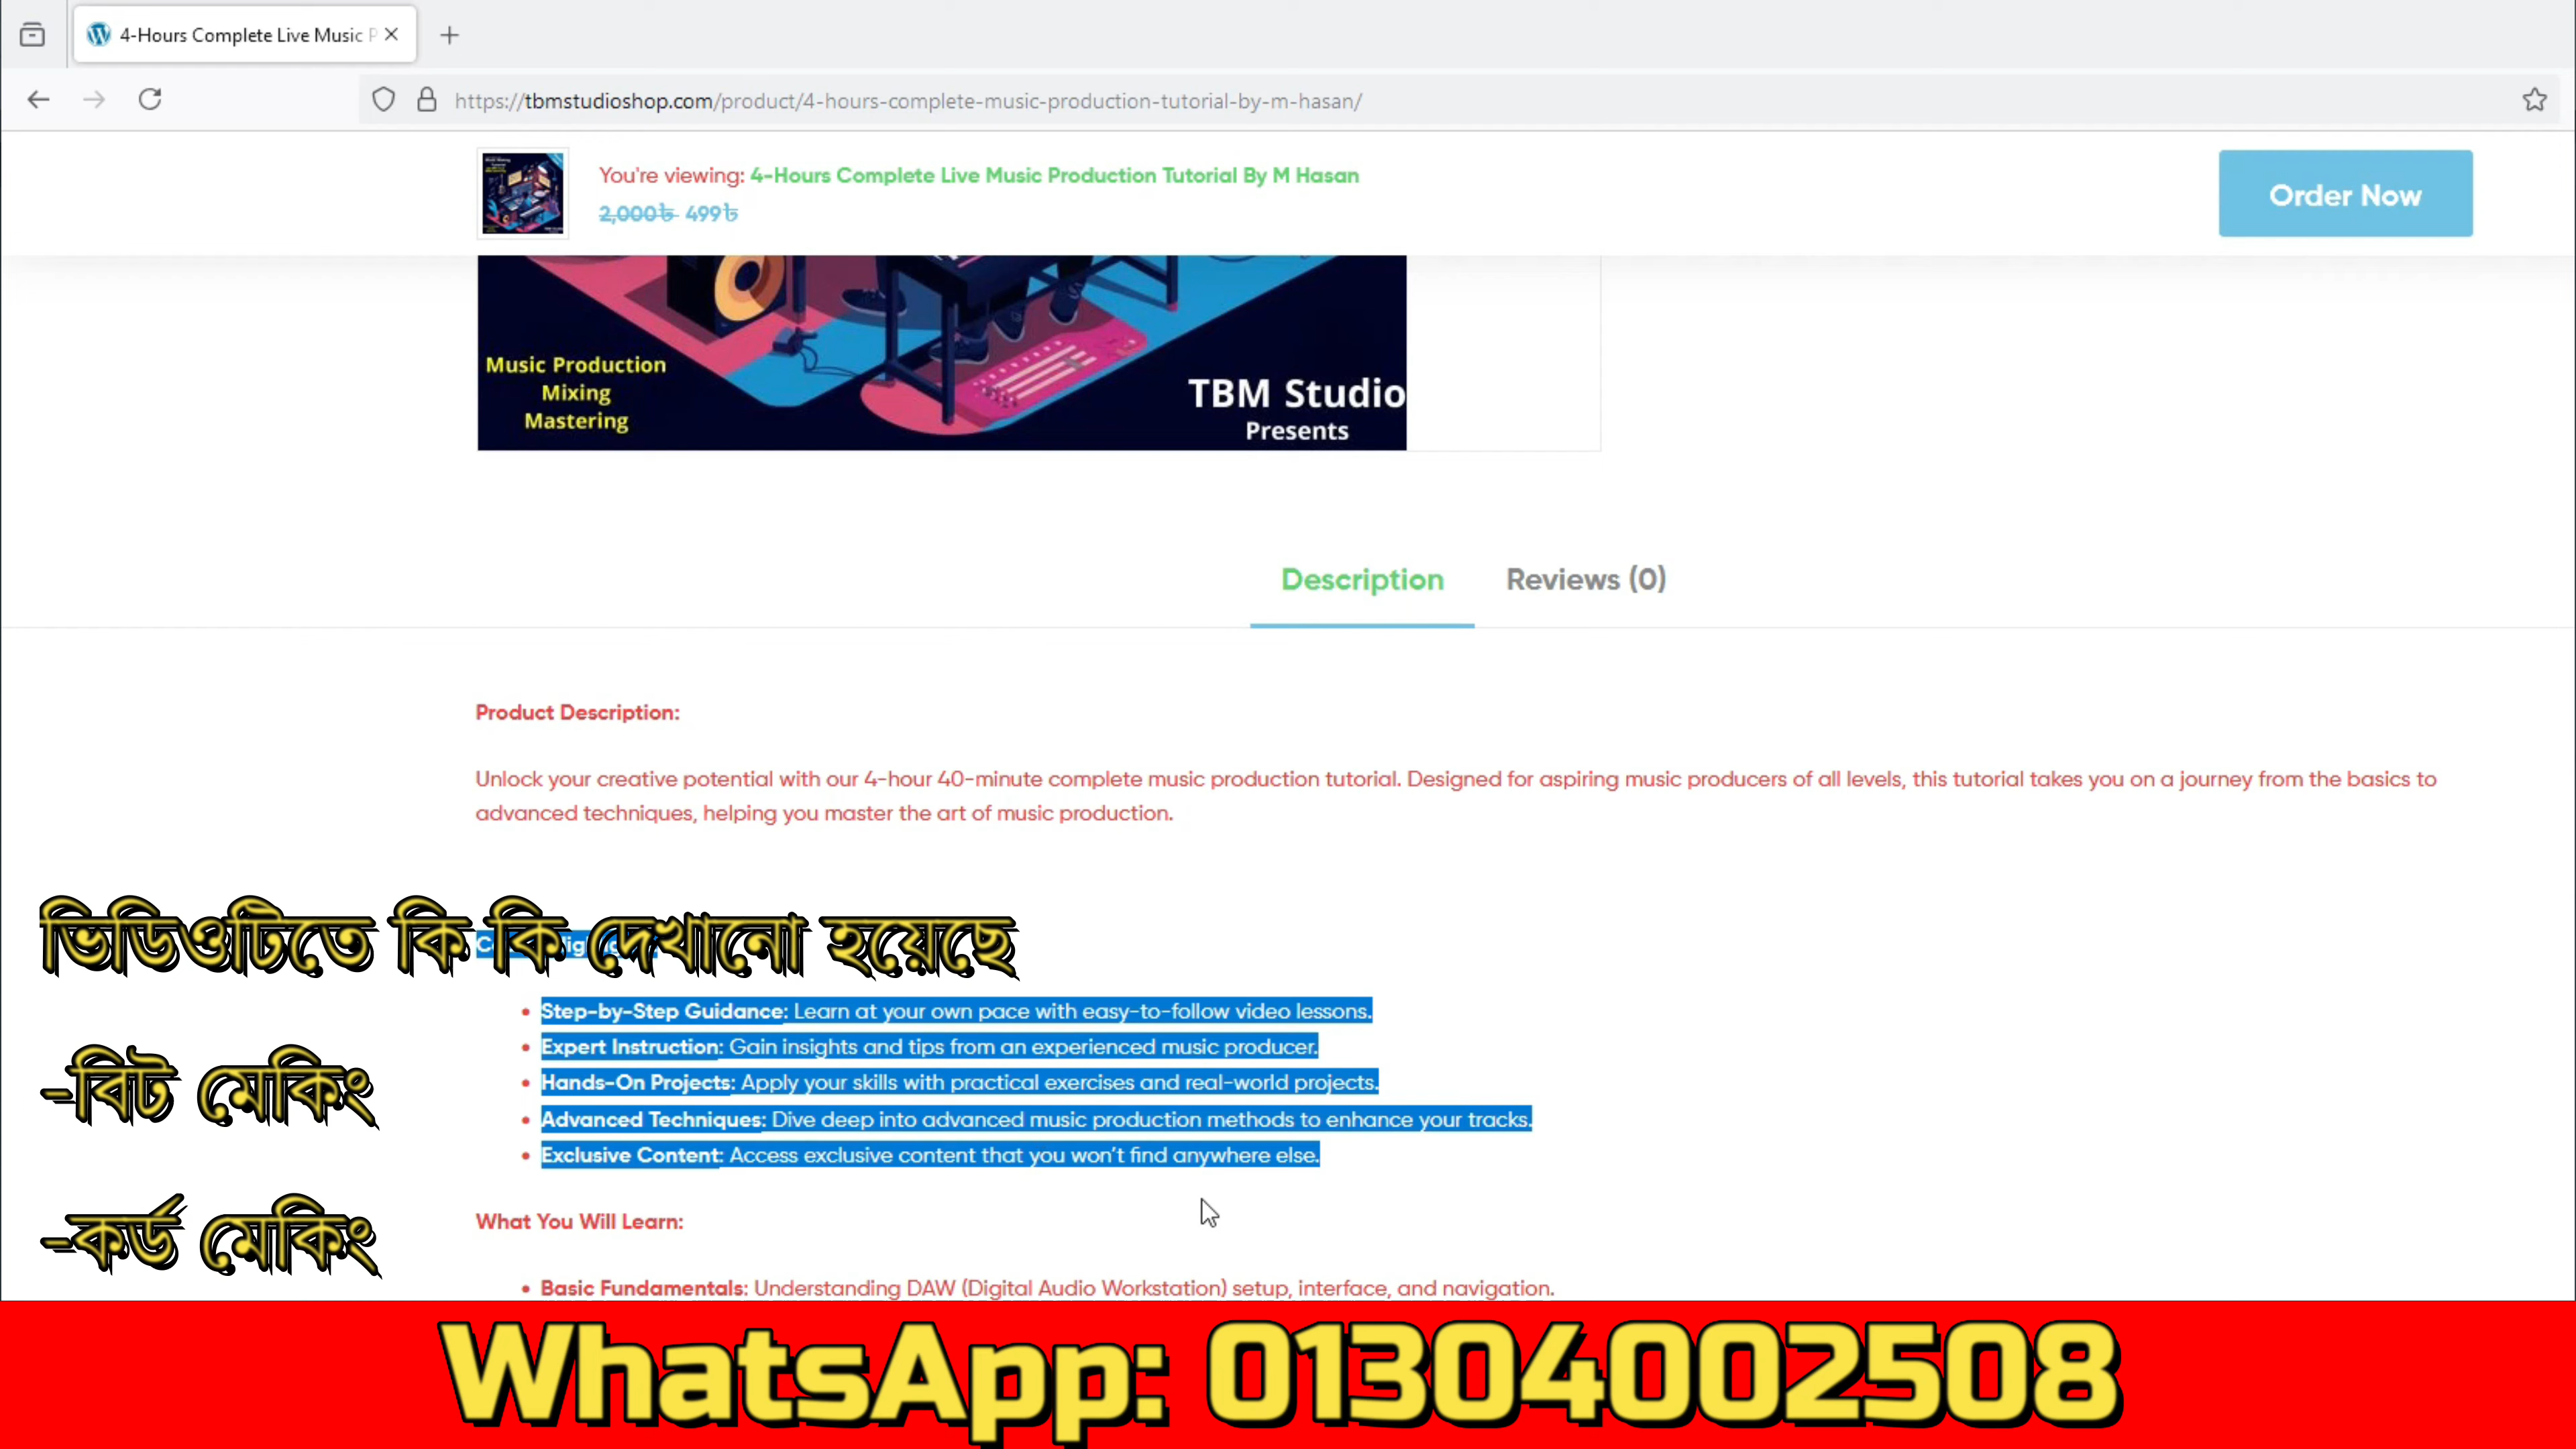 4-Hours Complete Live Music P
https://tbmstudioshop.com/product/4-hours-complete-music-production-tutorial-by-m-hasan/
You're viewing: 4-Hours Complete Live Music Production Tutorial By M Hasan
2,000৳ 499৳
Order Now
Music Production
Mixing
Mastering
TBM Studio
Presents
Description
Reviews (0)
Product Description:
Unlock your creative potential with our 4-hour 40-minute complete music production tutorial. Designed for aspiring music producers of all levels, this tutorial takes you on a journey from the basics to
advanced techniques, helping you master the art of music production.
ভিডিওটিতে কি কি দেখানো হয়েছে
• Step-by-Step Guidance: Learn at your own pace with easy-to-follow video lessons.
• Expert Instruction: Gain insights and tips from an experienced music producer.
-বিট মেকিং
• Hands-On Projects: Apply your skills with practical exercises and real-world projects.
• Advanced Techniques: Dive deep into advanced music production methods to enhance your tracks.
• Exclusive Content: Access exclusive content that you won't find anywhere else.
-কর্ড মেকিং
What You Will Learn:
• Basic Fundamentals: Understanding DAW (Digital Audio Workstation) setup, interface, and navigation.
WhatsApp: 01304002508